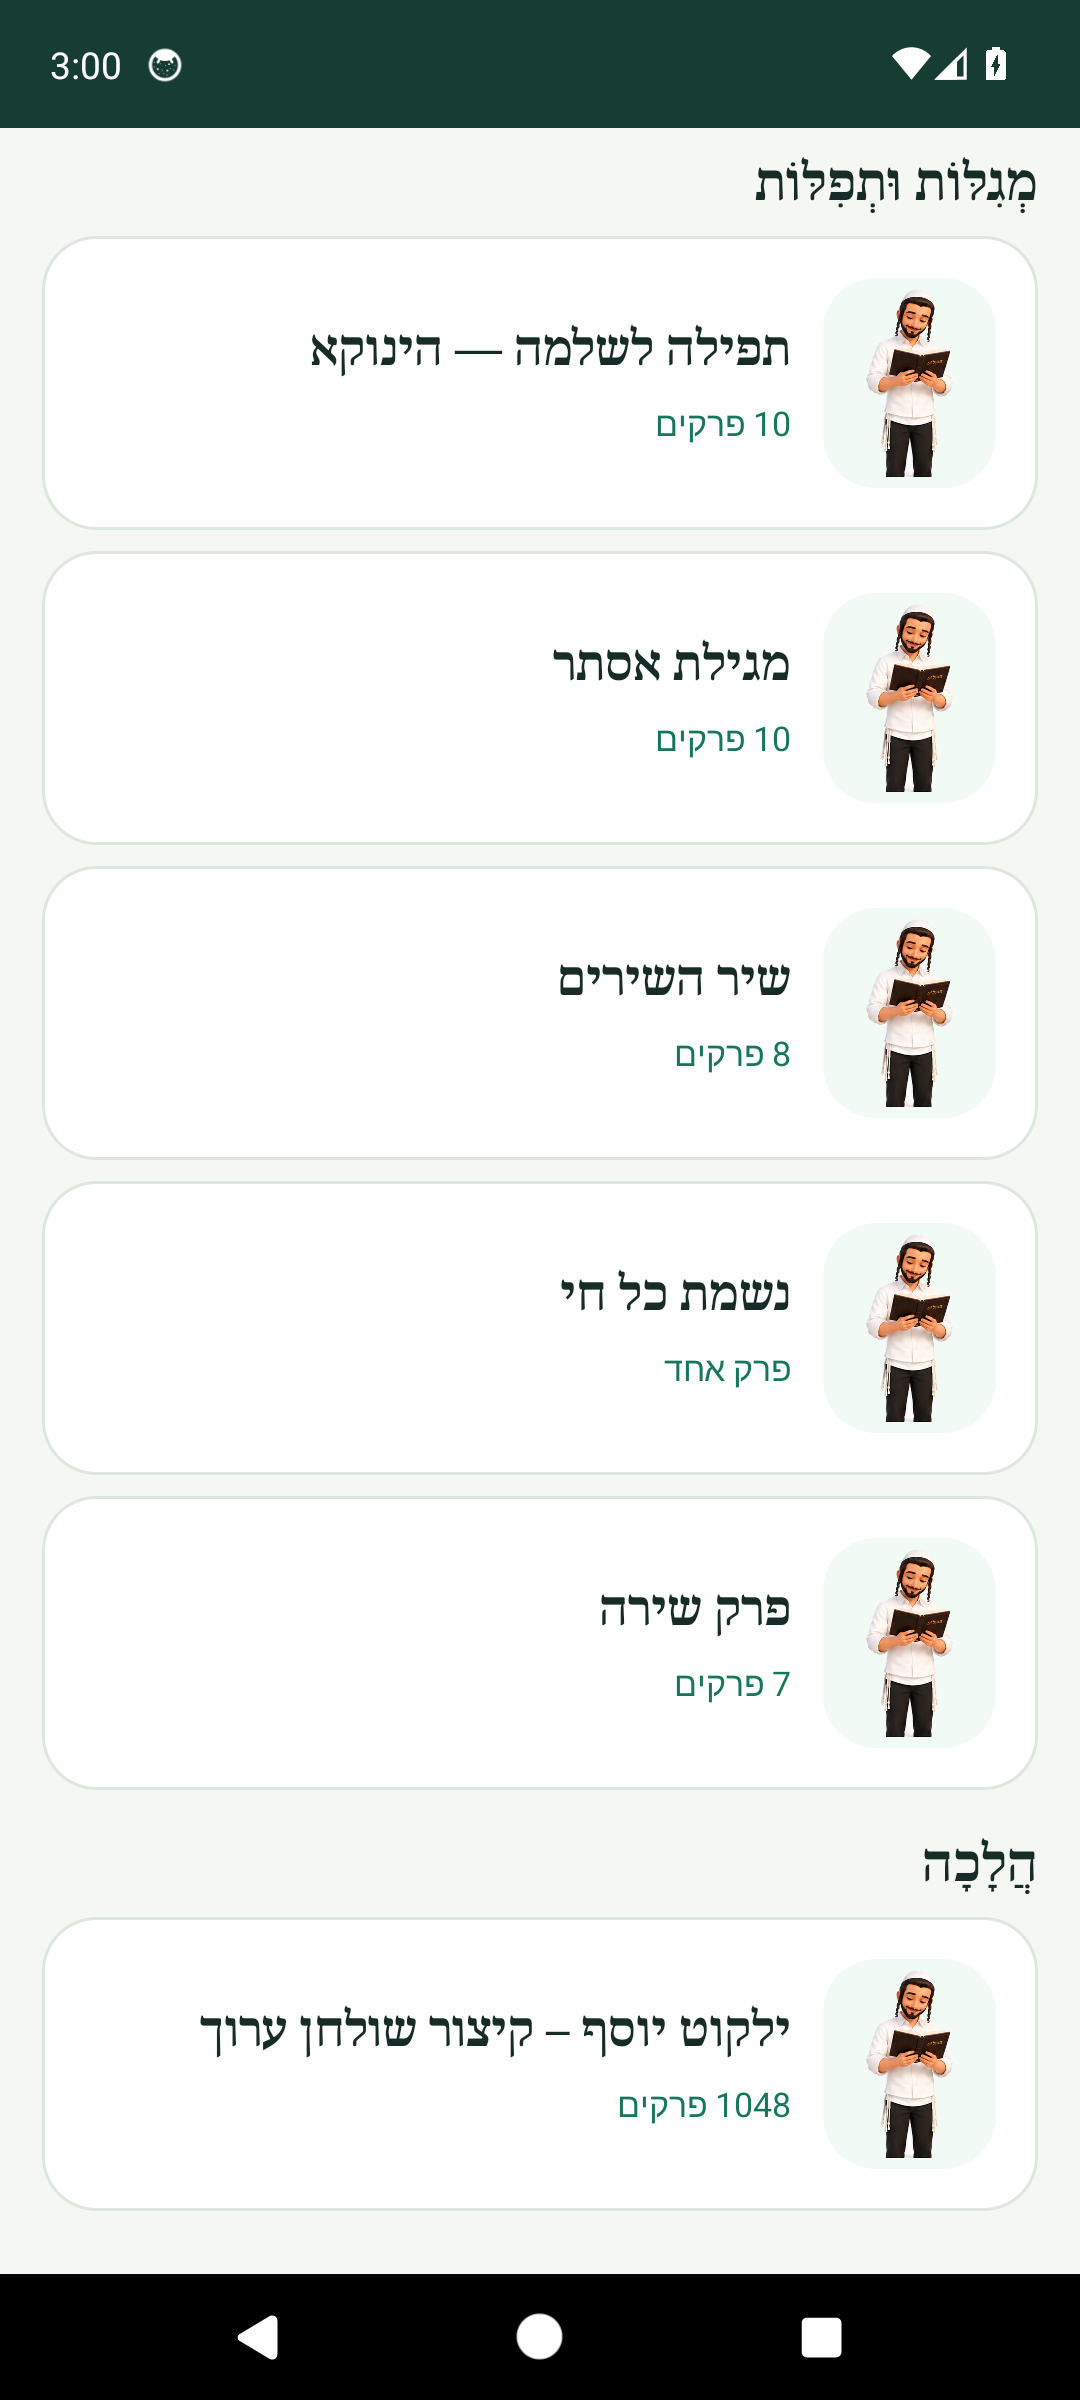 3:00
מְגִלּוֹת וּתְפִלּוֹת
תפילה לשלמה — הינוקא
10 פרקים
מגילת אסתר
10 פרקים
שיר השירים
8 פרקים
נשמת כל חי
פרק אחד
פרק שירה
7 פרקים
הֲלָכָה
ילקוט יוסף – קיצור שולחן ערוך
1048 פרקים